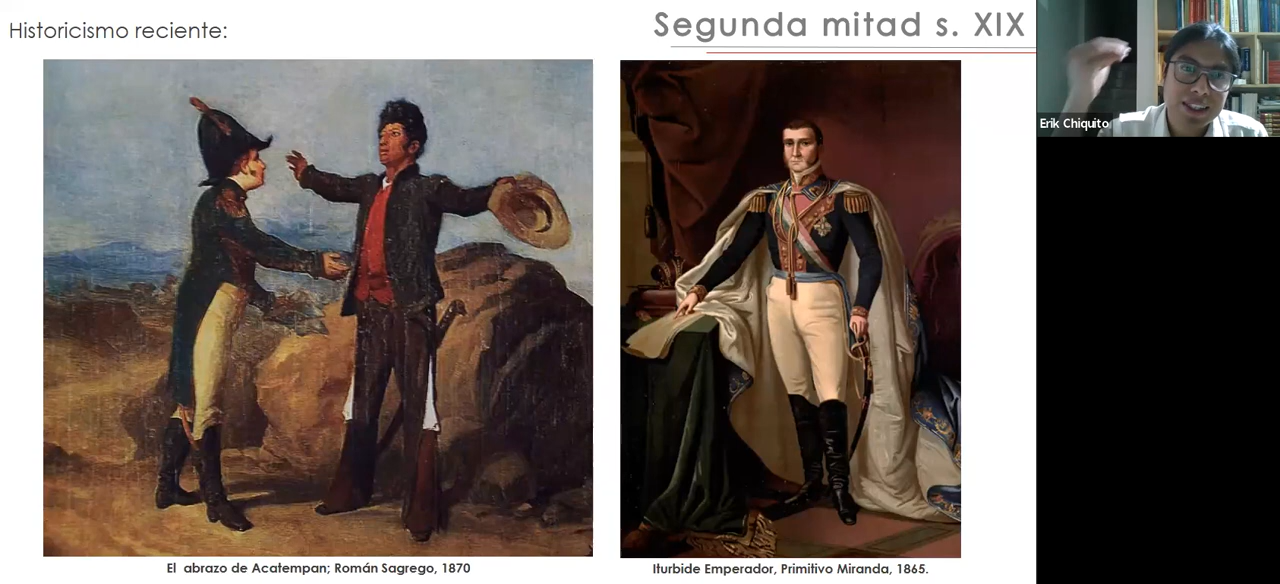 Historicismo reciente:
Segunda mitad s. XIX
Erik Chiquito
El abrazo de Acatempan; Román Sagrego, 1870
Iturbide Emperador, Primitivo Miranda, 1865.